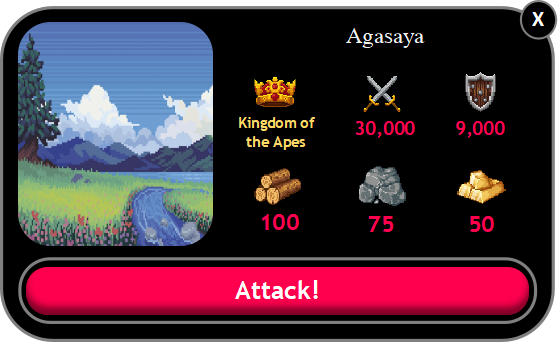 X
Agasaya
Kingdom of
the Apes
30,000
9,000
100
75
50
Attack!